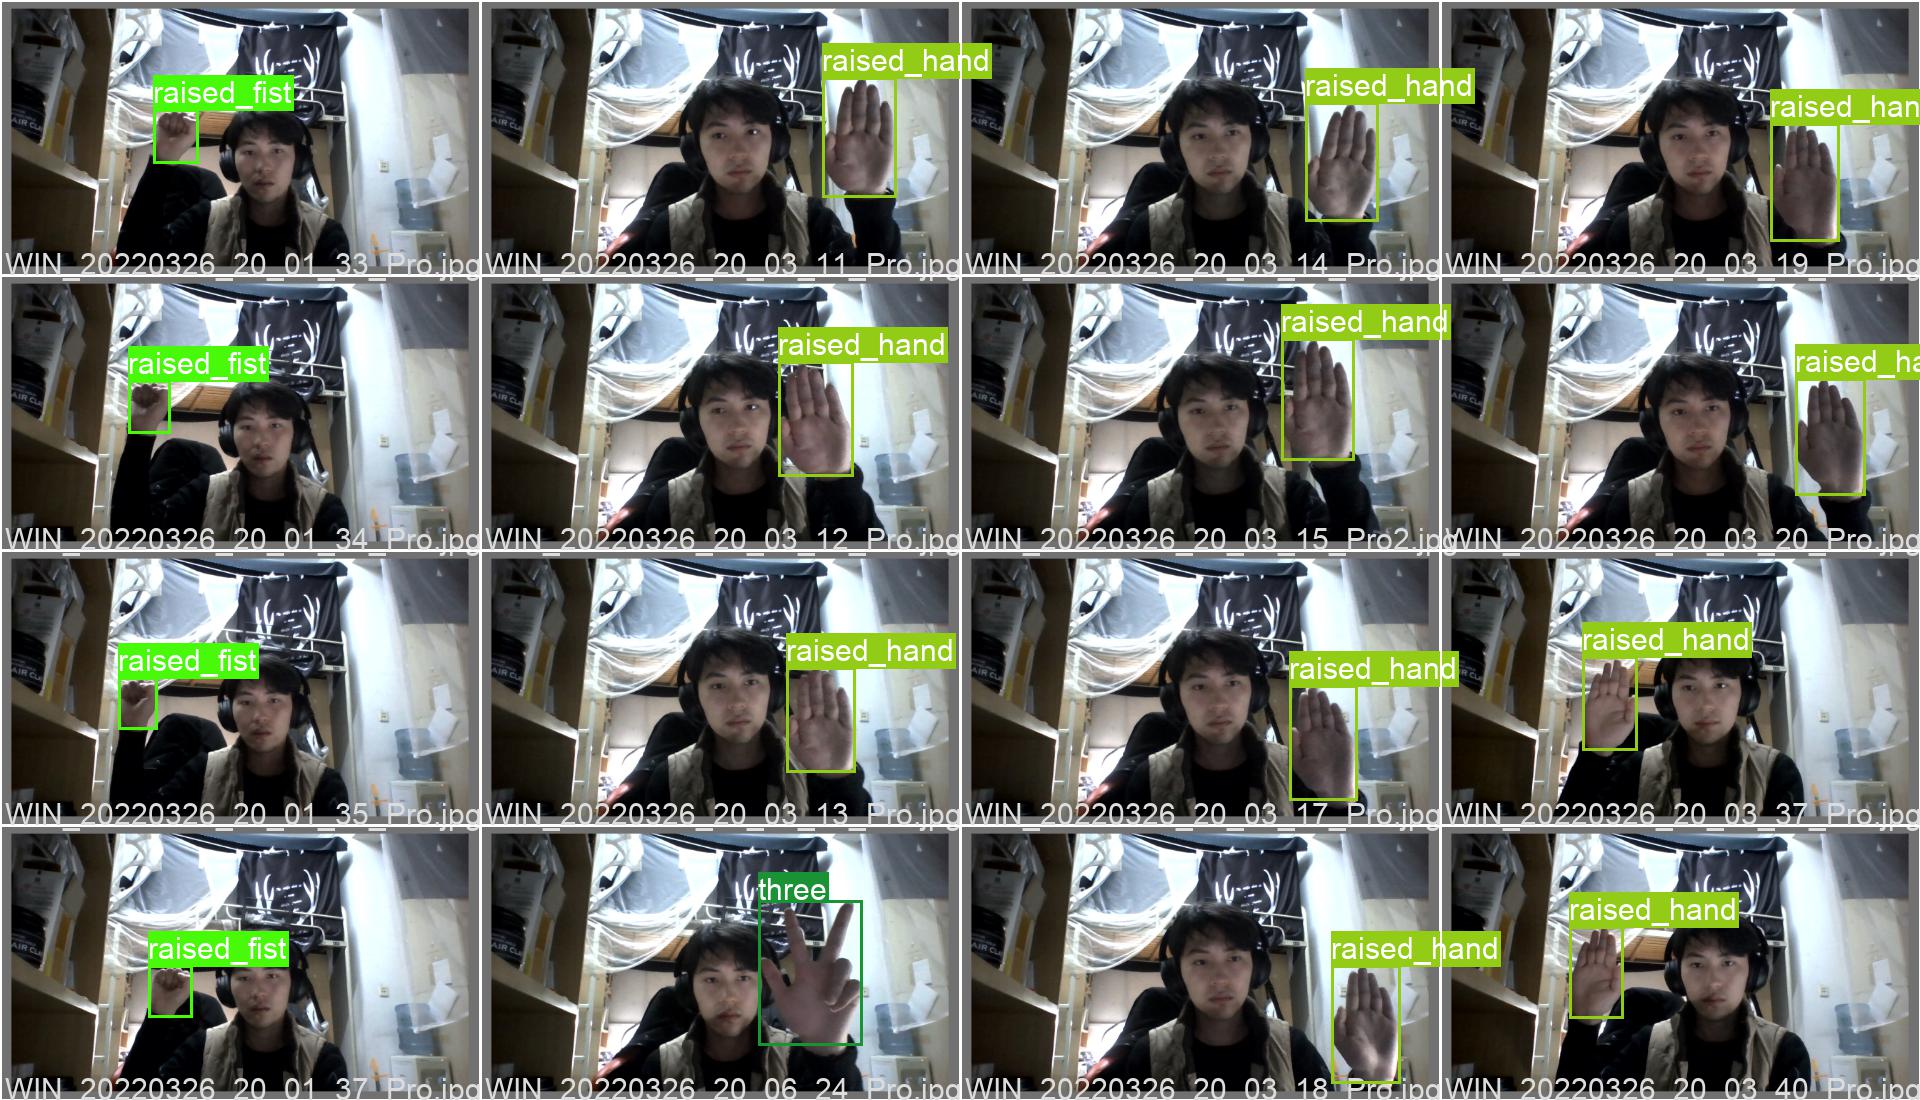 raised_fist
WIN_20220326_20_01_33_Pro.jpg
raised_hand
WIN_20220326_20_03_11_Pro.jpg
raised_hand
WIN_20220326_20_03_14_Pro.jpg
raised_han
WIN_20220326_20_03_19_Pro.jpg
raised_fist
WIN_20220326_20_01_34_Pro.jpg
raised_hand
WIN_20220326_20_03_12_Pro.jpg
raised_hand
WIN_20220326_20_03_15_Pro2.jpg
raised_ha
WIN_20220326_20_03_20_Pro.jpg
raised_fist
WIN_20220326_20_01_35_Pro.jpg
raised_hand
WIN_20220326_20_03_13_Pro.jpg
raised_hand
WIN_20220326_20_03_17_Pro.jpg
raised_hand
WIN_20220326_20_03_37_Pro.jpg
raised_fist
WIN_20220326_20_01_37_Pro.jpg
three
WIN_20220326_20_06_24_Pro.jpg
raised_hand
WIN_20220326_20_03_18_Pro.jpg
raised_hand
WIN_20220326_20_03_40_Pro.jpg